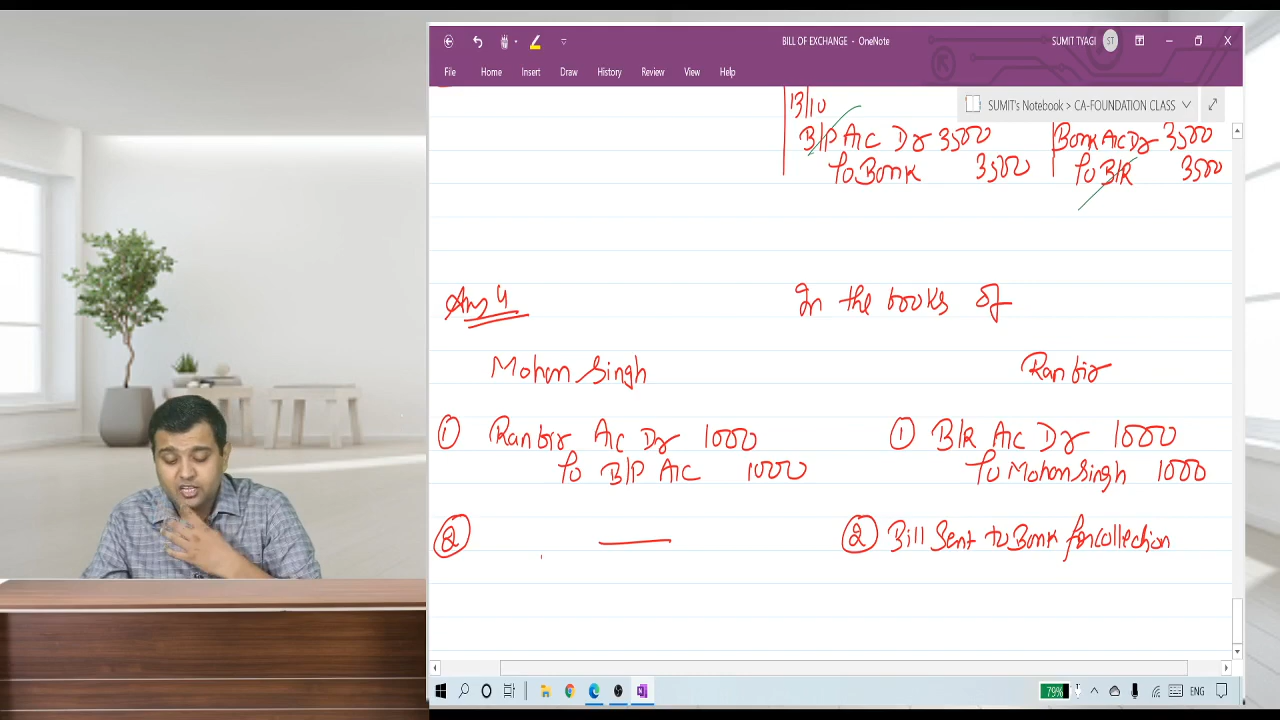 BILL OF EXCHANGE - OneNote
SUMIT TYAGI ST
File Home Insert Draw History Review View Help
SUMIT's Notebook > CA-FOUNDATION CLASS
13/10
B/P A/C Dr 3500
To Bank 3500
Bank A/C Dr 3500
To B/R 3500
Ans 4
In the books of
Mohan Singh
Ranbir
① Ranbir A/C Dr 1000
To B/P A/C 1000
① B/R A/C Dr 1000
To Mohan Singh 1000
②
② Bill Sent to Bank for collection
79%
ENG